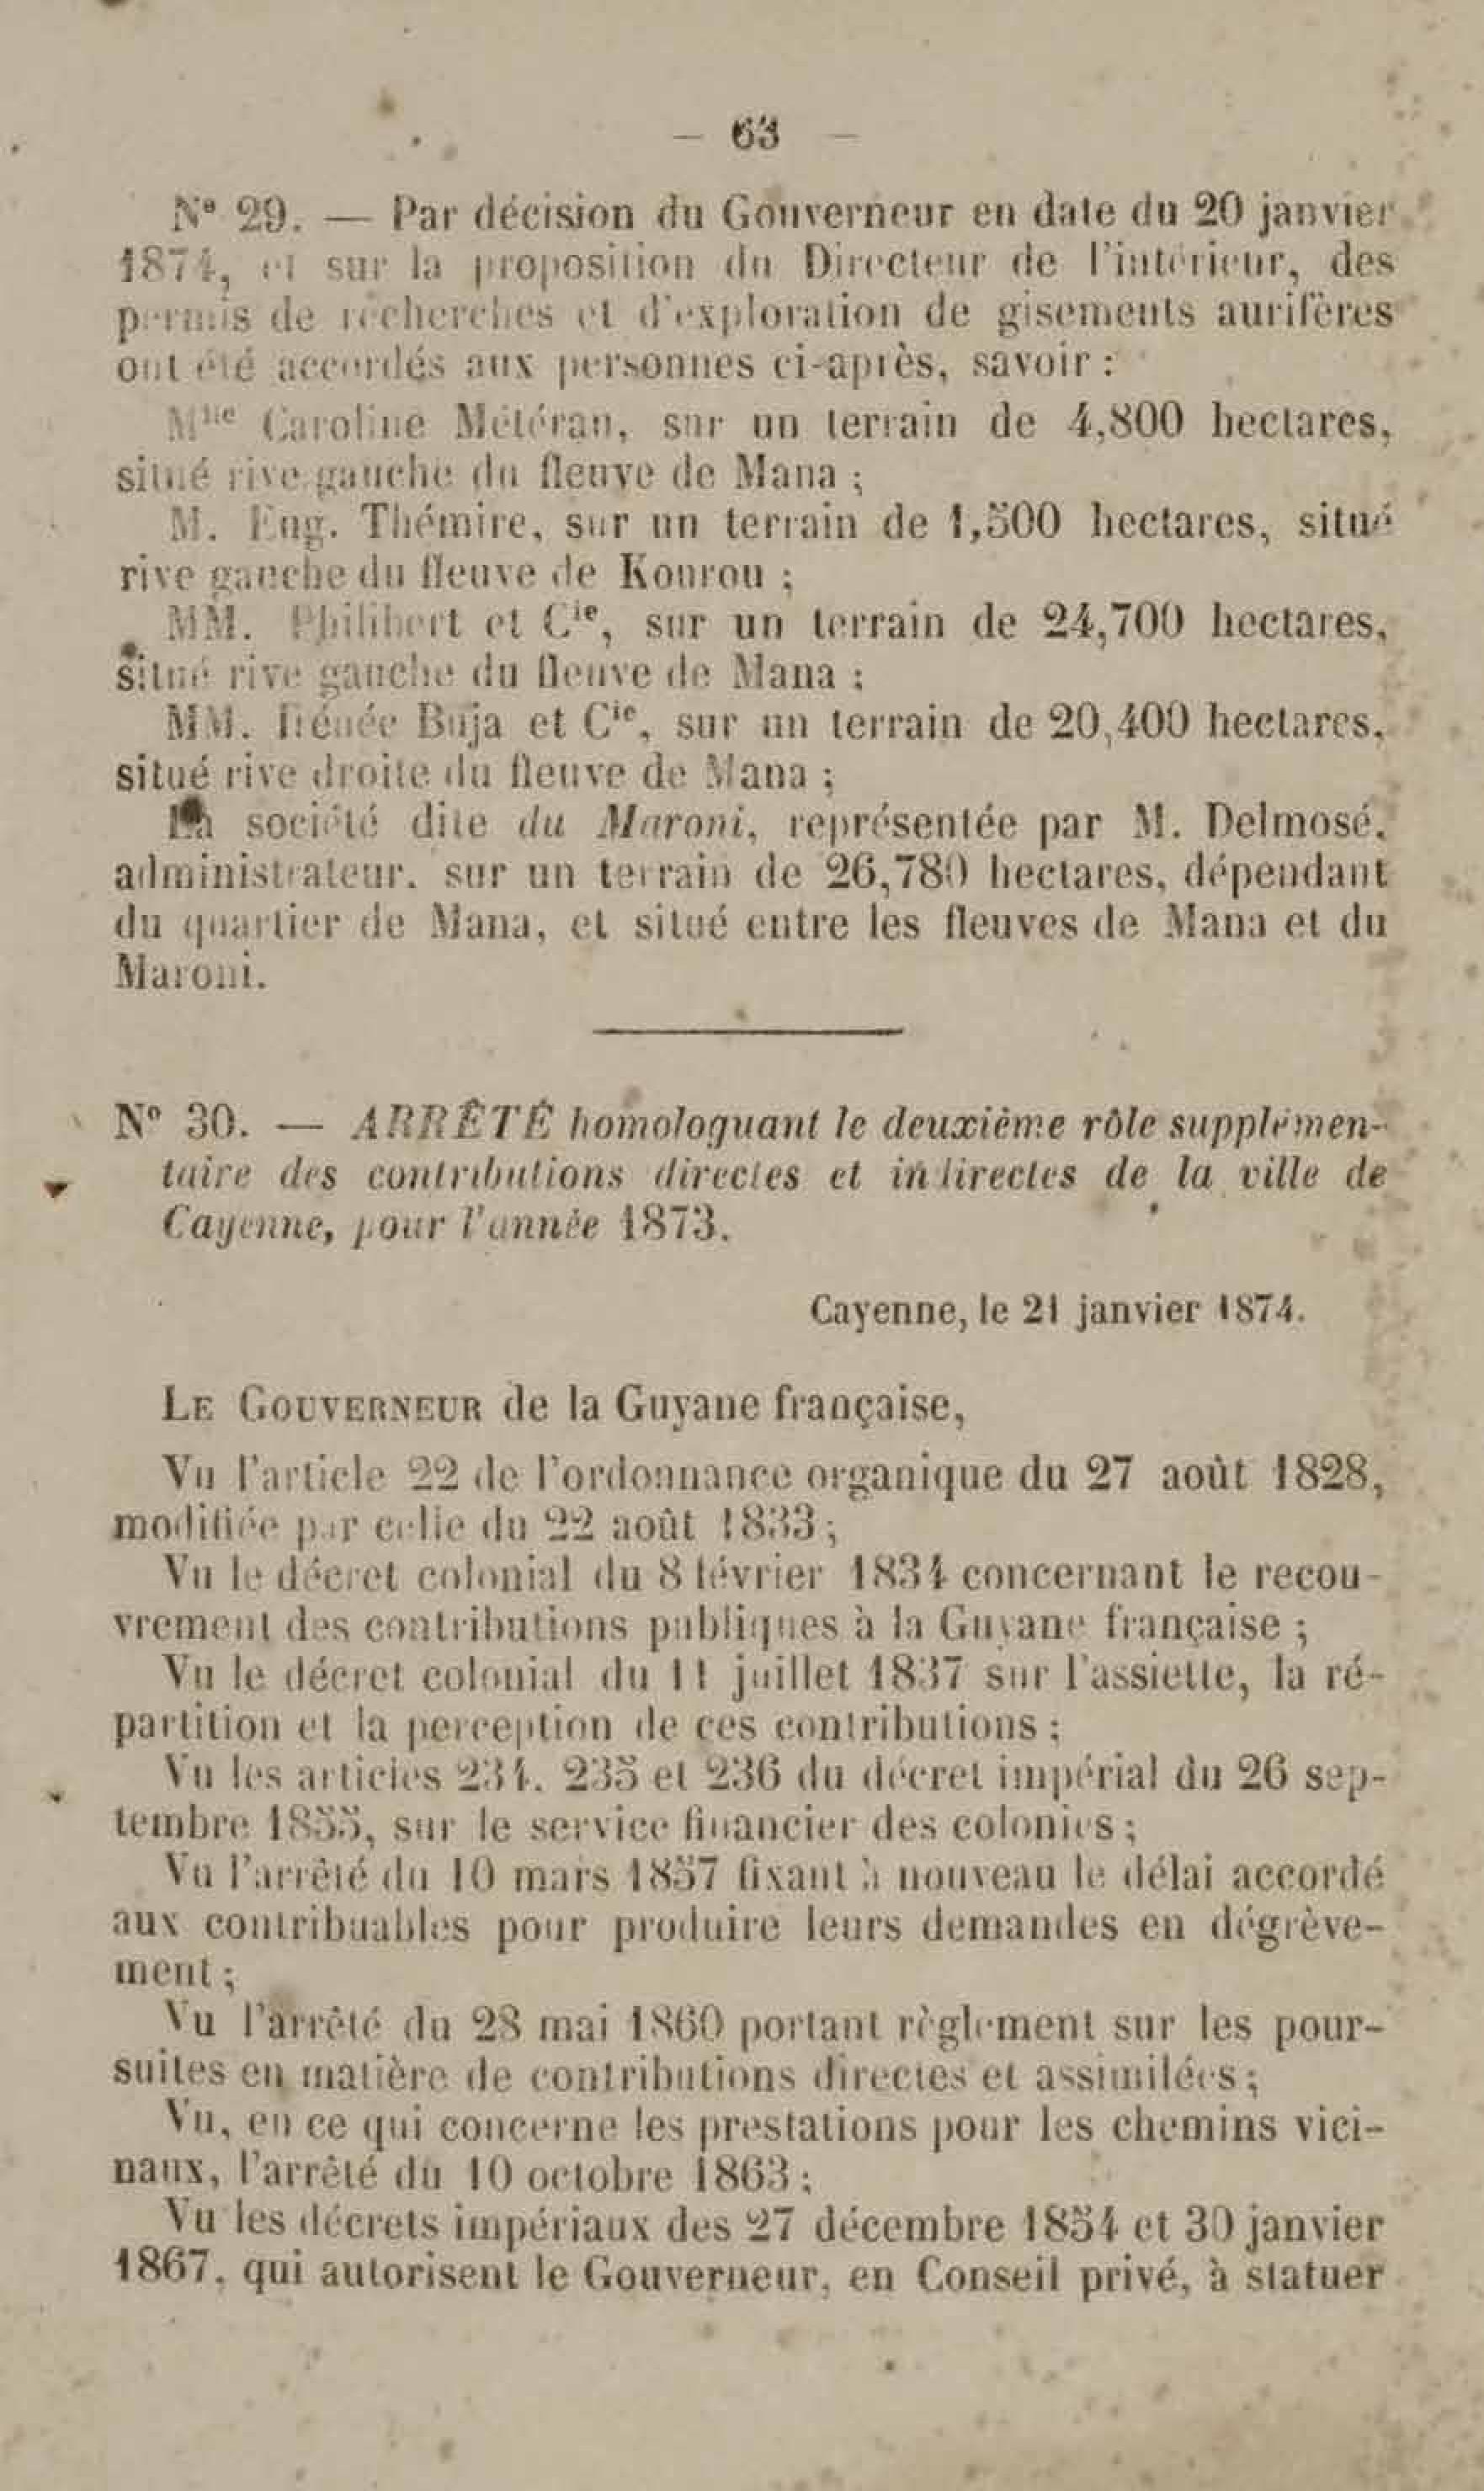 — 63 —
N° 29. — Par décision du Gouverneur en date du 20 janvier
1874, et sur la proposition du Directeur de l'intérieur, des
permis de recherches et d'exploration de gisements aurifères
ont été accordés aux personnes ci-après, savoir :
Mlle Caroline Météran, sur un terrain de 4,800 hectares,
situé rive gauche du fleuve de Mana ;
M. Eug. Thémire, sur un terrain de 1,500 hectares, situé
rive gauche du fleuve de Kourou ;
MM. Philibert et Cie, sur un terrain de 24,700 hectares,
situé rive gauche du fleuve de Mana ;
MM. Irénée Buja et Cie, sur un terrain de 20,400 hectares,
situé rive droite du fleuve de Mana ;
La société dite du Maroni, représentée par M. Delmosé,
administrateur, sur un terrain de 26,780 hectares, dépendant
du quartier de Mana, et situé entre les fleuves de Mana et du
Maroni.
N° 30. — ARRÊTÉ homologuant le deuxième rôle supplémen-
taire des contributions directes et indirectes de la ville de
Cayenne, pour l'année 1873.
Cayenne, le 21 janvier 1874.
LE GOUVERNEUR de la Guyane française,
Vu l'article 22 de l'ordonnance organique du 27 août 1828,
modifiée par celle du 22 août 1833 ;
Vu le décret colonial du 8 février 1834 concernant le recou-
vrement des contributions publiques à la Guyane française ;
Vu le décret colonial du 11 juillet 1837 sur l'assiette, la ré-
partition et la perception de ces contributions ;
Vu les articles 234, 235 et 236 du décret impérial du 26 sep-
tembre 1855, sur le service financier des colonies ;
Vu l'arrêté du 10 mars 1857 fixant à nouveau le délai accordé
aux contribuables pour produire leurs demandes en dégrève-
ment ;
Vu l'arrêté du 28 mai 1860 portant règlement sur les pour-
suites en matière de contributions directes et assimilées ;
Vu, en ce qui concerne les prestations pour les chemins vici-
naux, l'arrêté du 10 octobre 1863 ;
Vu les décrets impériaux des 27 décembre 1854 et 30 janvier
1867, qui autorisent le Gouverneur, en Conseil privé, à statuer